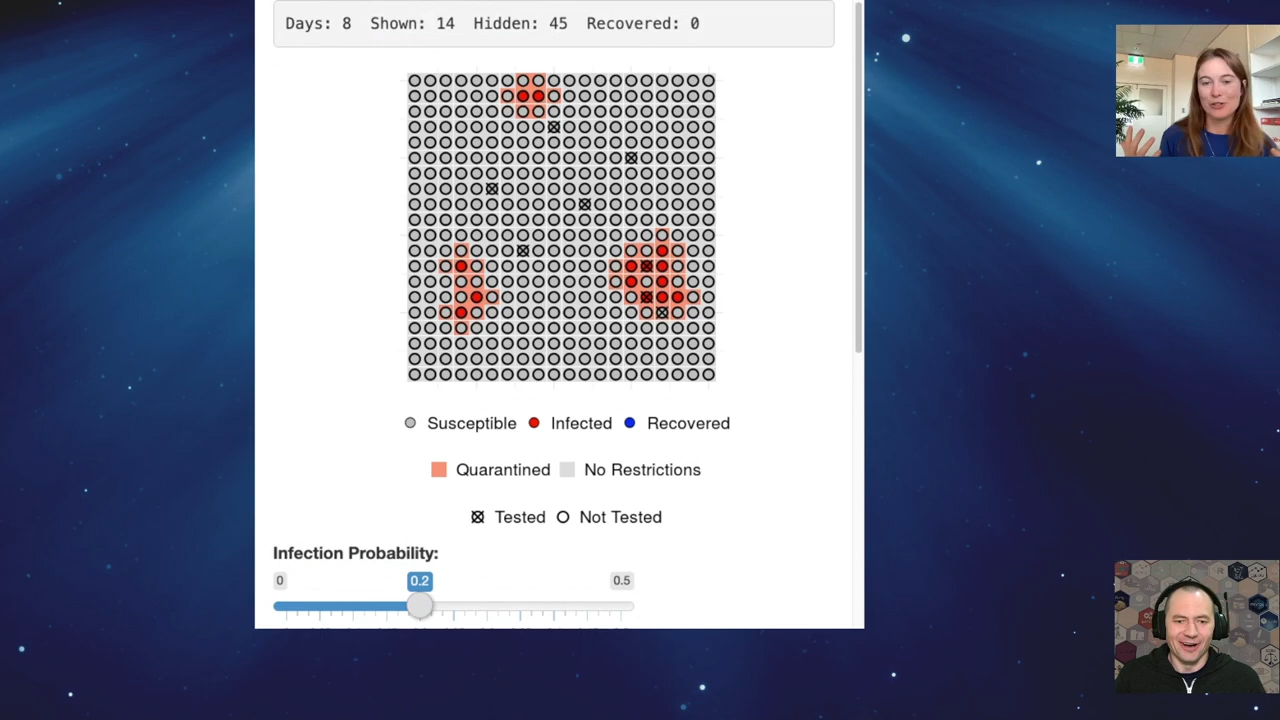 Days: 8 Shown: 14 Hidden: 45 Recovered: 0
Susceptible Infected Recovered
Quarantined No Restrictions
Tested Not Tested
Infection Probability:
0 0.2 0.5